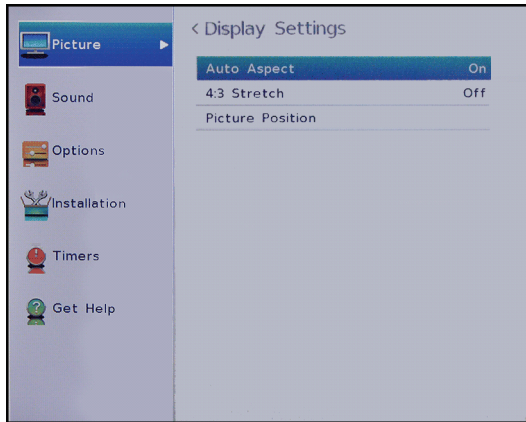 Picture
Sound
Options
Installation
Timers
Get Help
< Display Settings
Auto Aspect On
4:3 Stretch Off
Picture Position